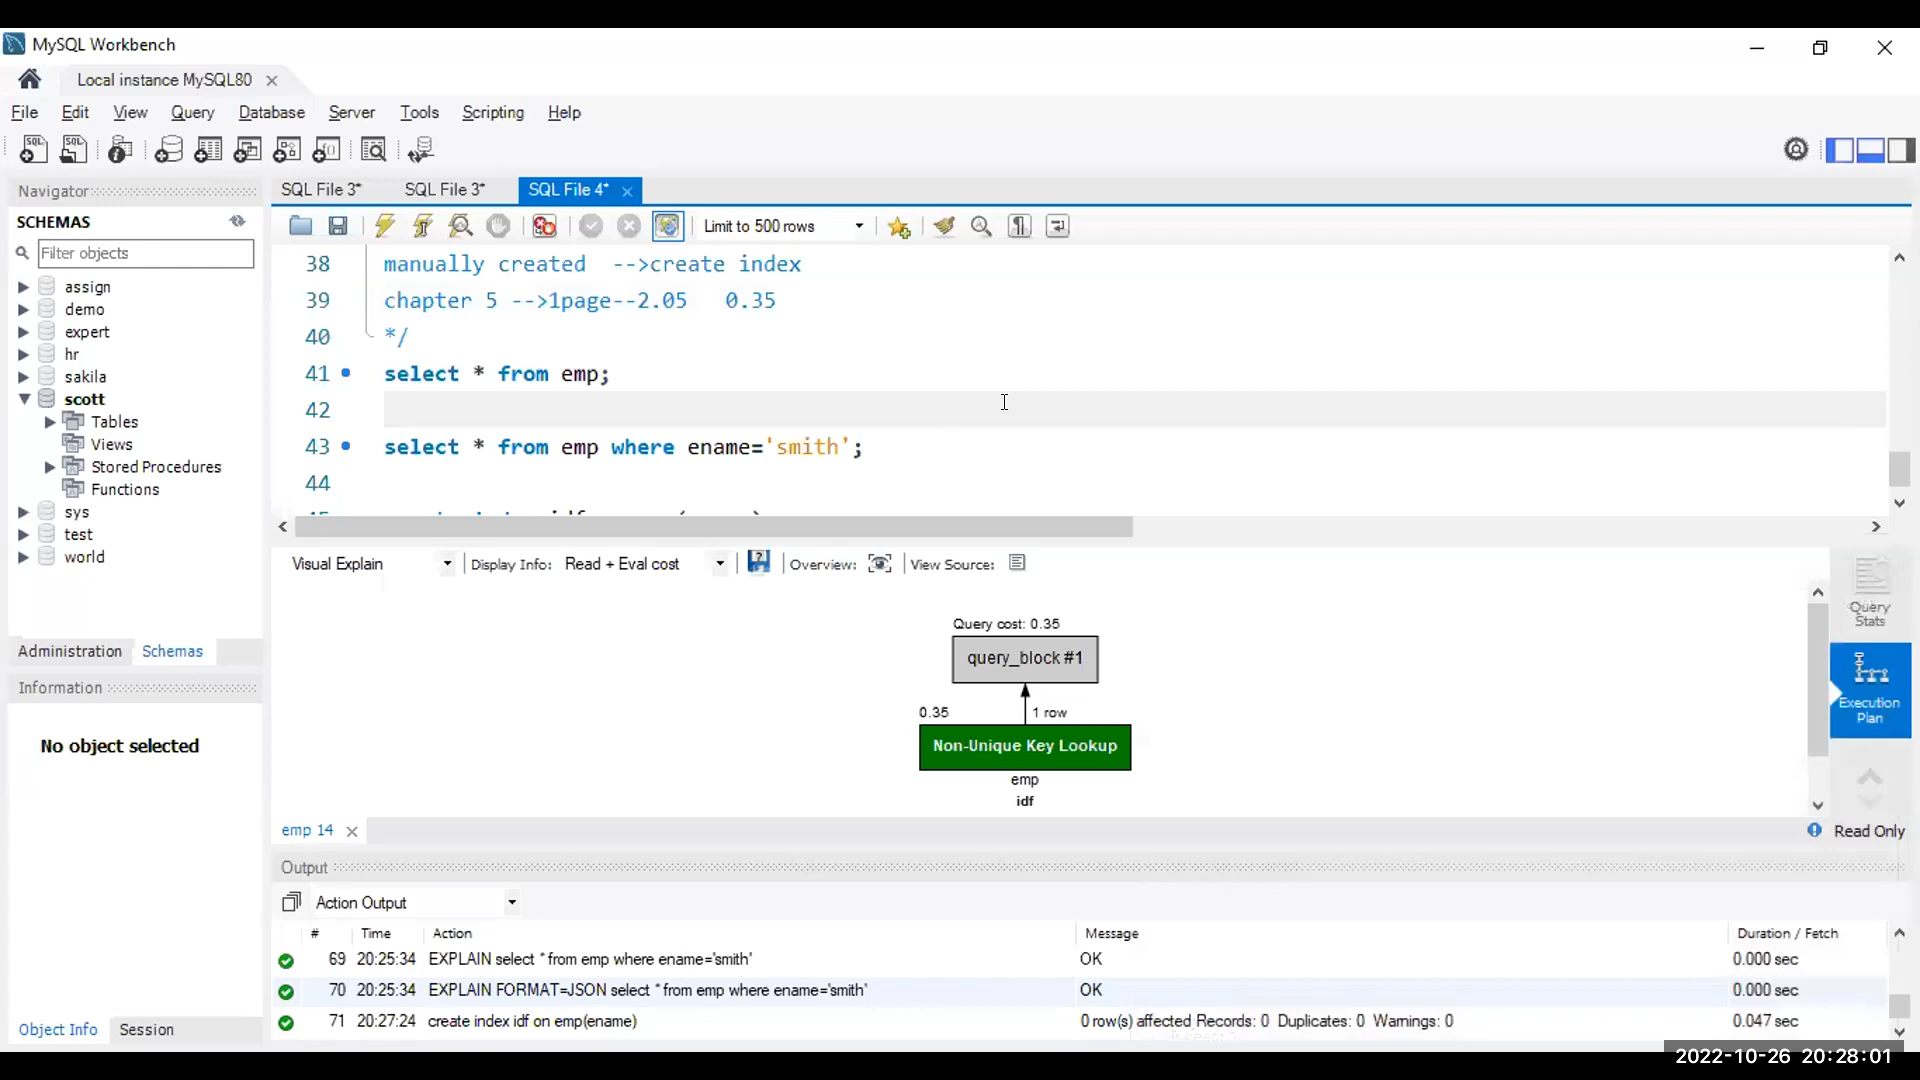 MySQL Workbench
Local instance MySQL80
File Edit View Query Database Server Tools Scripting Help
Navigator
SCHEMAS
Filter objects
assign
demo
expert
hr
sakila
scott
Tables
Views
Stored Procedures
Functions
sys
test
world
Administration Schemas
Information
No object selected
Object Info Session
SQL File 3* SQL File 3* SQL File 4*
Limit to 500 rows
38 manually created -->create index
39 chapter 5 -->1page--2.05 0.35
40 */
41 select * from emp;
42
43 select * from emp where ename='smith';
44
Visual Explain Display Info: Read + Eval cost Overview: View Source:
Query cost: 0.35
query_block #1
0.35 1 row
Non-Unique Key Lookup
emp
idf
Query Stats
Execution Plan
emp 14 Read Only
Output
Action Output
# Time Action Message Duration / Fetch
69 20:25:34 EXPLAIN select * from emp where ename='smith' OK 0.000 sec
70 20:25:34 EXPLAIN FORMAT=JSON select * from emp where ename='smith' OK 0.000 sec
71 20:27:24 create index idf on emp(ename) 0 row(s) affected Records: 0 Duplicates: 0 Warnings: 0 0.047 sec
2022-10-26 20:28:01